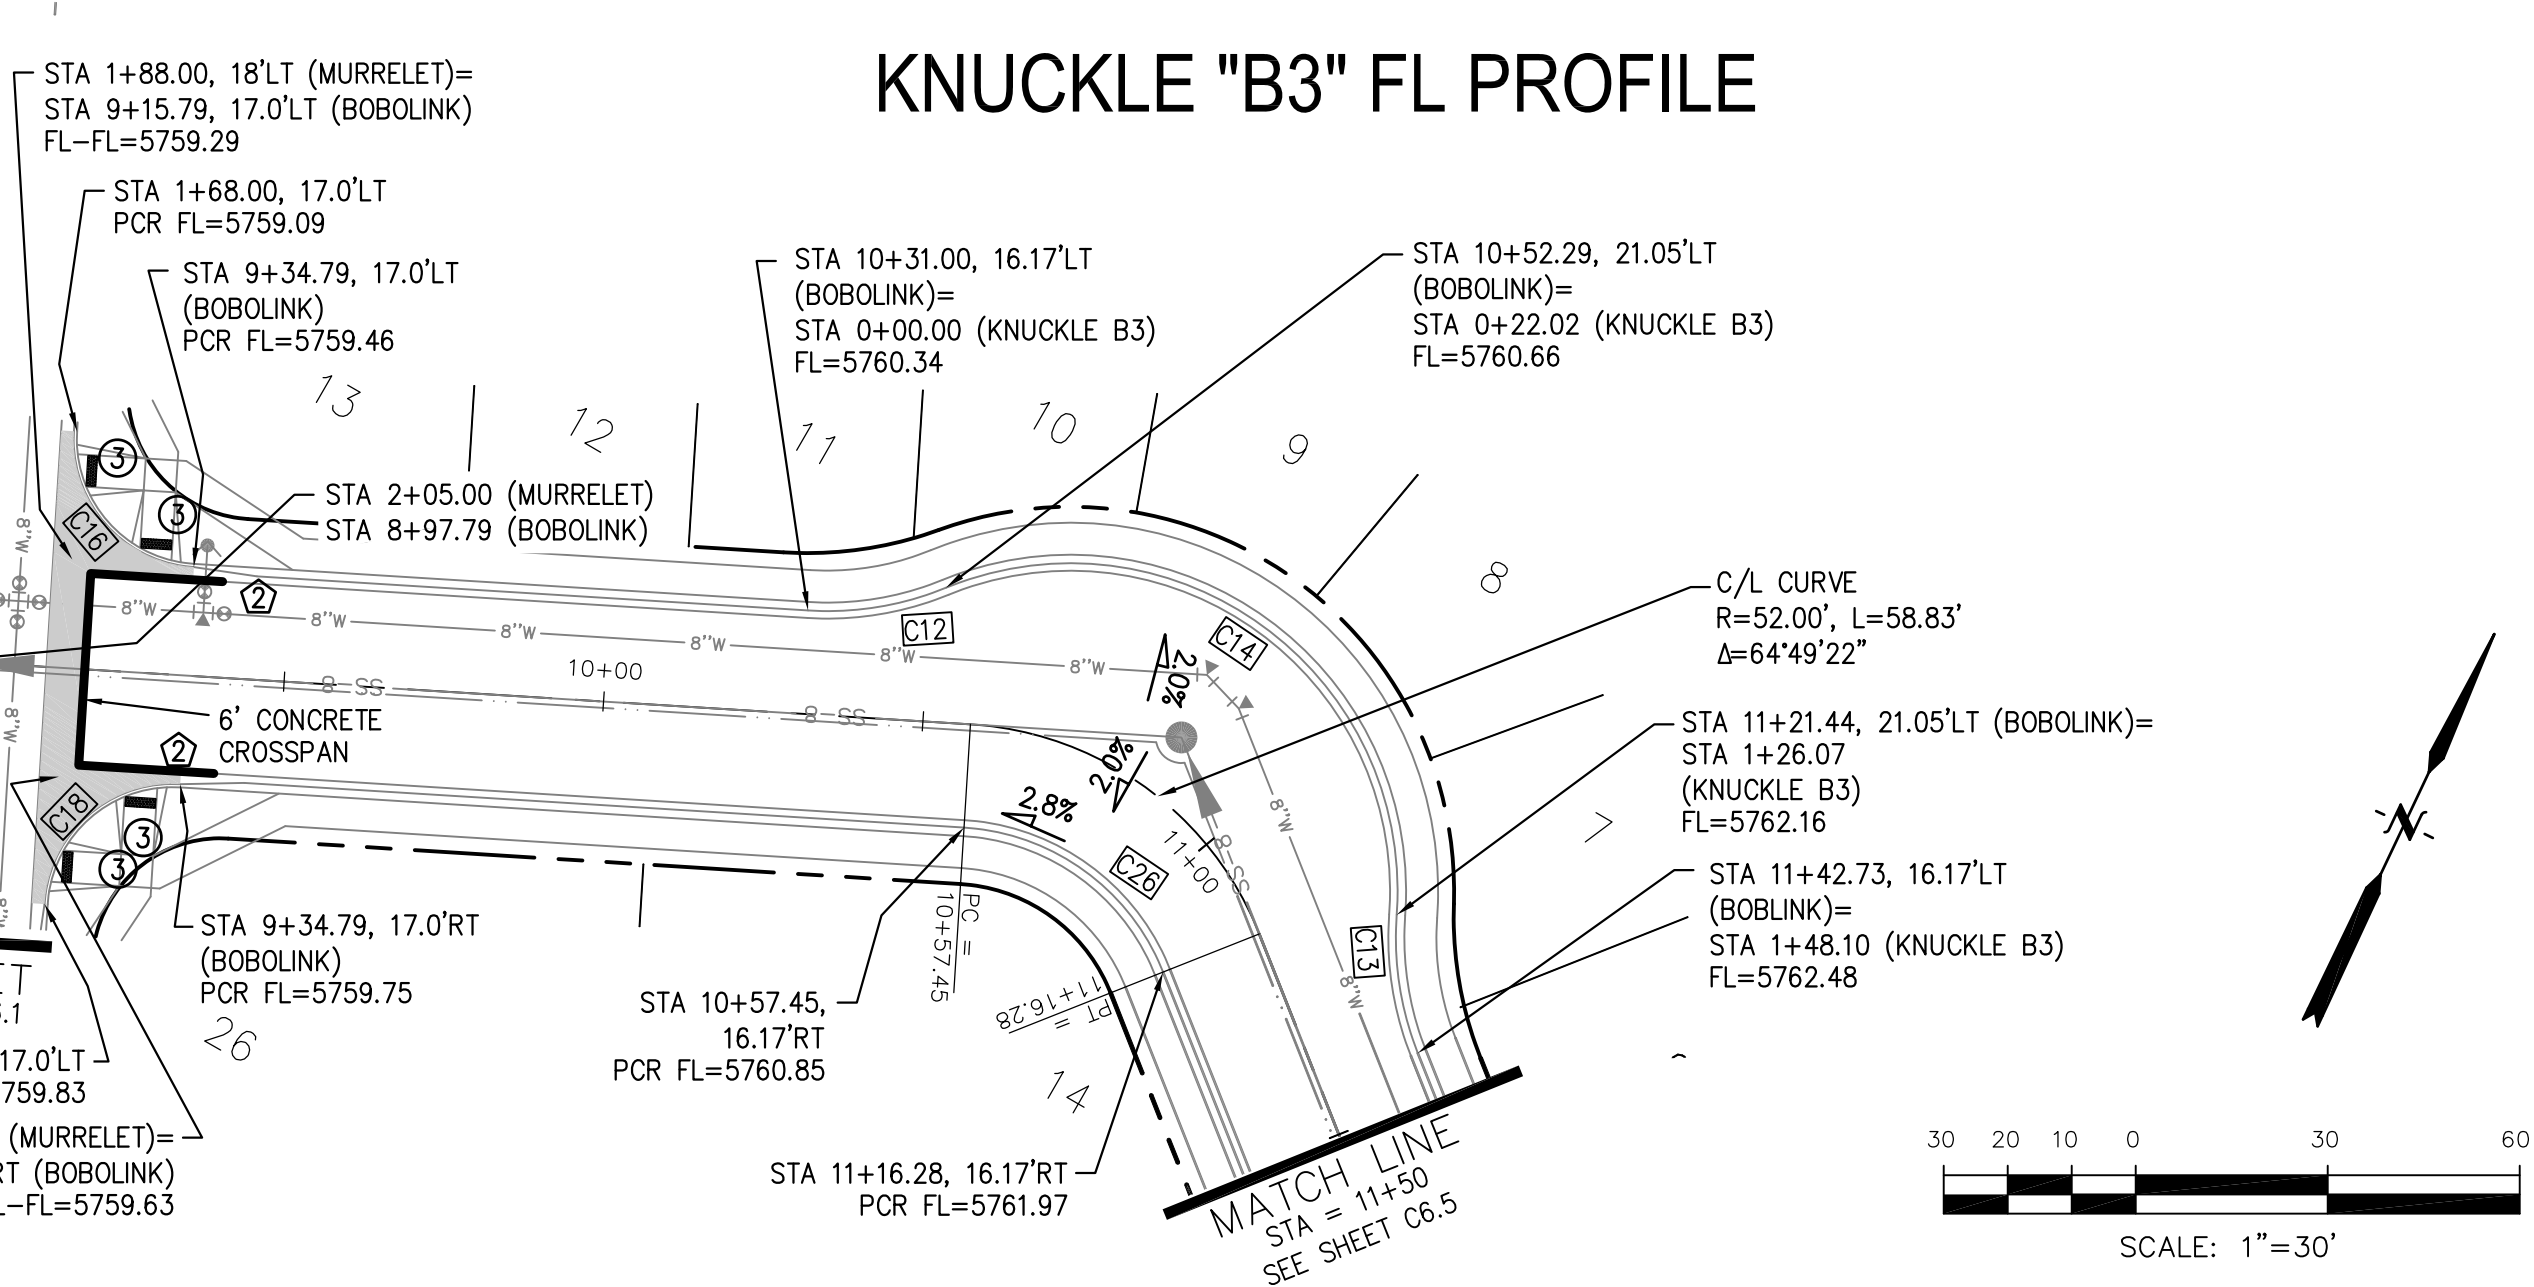 KNUCKLE "B3" FL PROFILE
STA 1+88.00, 18'LT (MURRELET)=
STA 9+15.79, 17.0'LT (BOBOLINK)
FL-FL=5759.29
STA 1+68.00, 17.0'LT
PCR FL=5759.09
STA 9+34.79, 17.0'LT
(BOBOLINK)
PCR FL=5759.46
STA 10+31.00, 16.17'LT
(BOBOLINK)=
STA 0+00.00 (KNUCKLE B3)
FL=5760.34
STA 10+52.29, 21.05'LT
(BOBOLINK)=
STA 0+22.02 (KNUCKLE B3)
FL=5760.66
13
12
11
10
9
8
7
3
3
STA 2+05.00 (MURRELET)
STA 8+97.79 (BOBOLINK)
C16
8"W
2
8"W
8"W
8"W
8"W
8"W
8"W
C12
C14
2.0%
10+00
8-SS
8-SS
C/L CURVE
R=52.00', L=58.83'
Δ=64°49'22"
6' CONCRETE
CROSSPAN
2
8"W
C18
3
3
2.0%
2.8%
8"W
C26
11+00
8-SS
STA 11+21.44, 21.05'LT (BOBOLINK)=
STA 1+26.07
(KNUCKLE B3)
FL=5762.16
STA 11+42.73, 16.17'LT
(BOBLINK)=
STA 1+48.10 (KNUCKLE B3)
FL=5762.48
C13
8"W
8"W
PC =
10+57.45
PT =
11+16.28
STA 9+34.79, 17.0'RT
(BOBOLINK)
PCR FL=5759.75
26
STA 10+57.45,
16.17'RT
PCR FL=5760.85
14
17.0'LT
759.83
(MURRELET)=
RT (BOBOLINK)
L-FL=5759.63
STA 11+16.28, 16.17'RT
PCR FL=5761.97
MATCH LINE
STA = 11+50
SEE SHEET C6.5
N
30 20 10 0 30 60
SCALE: 1"=30'